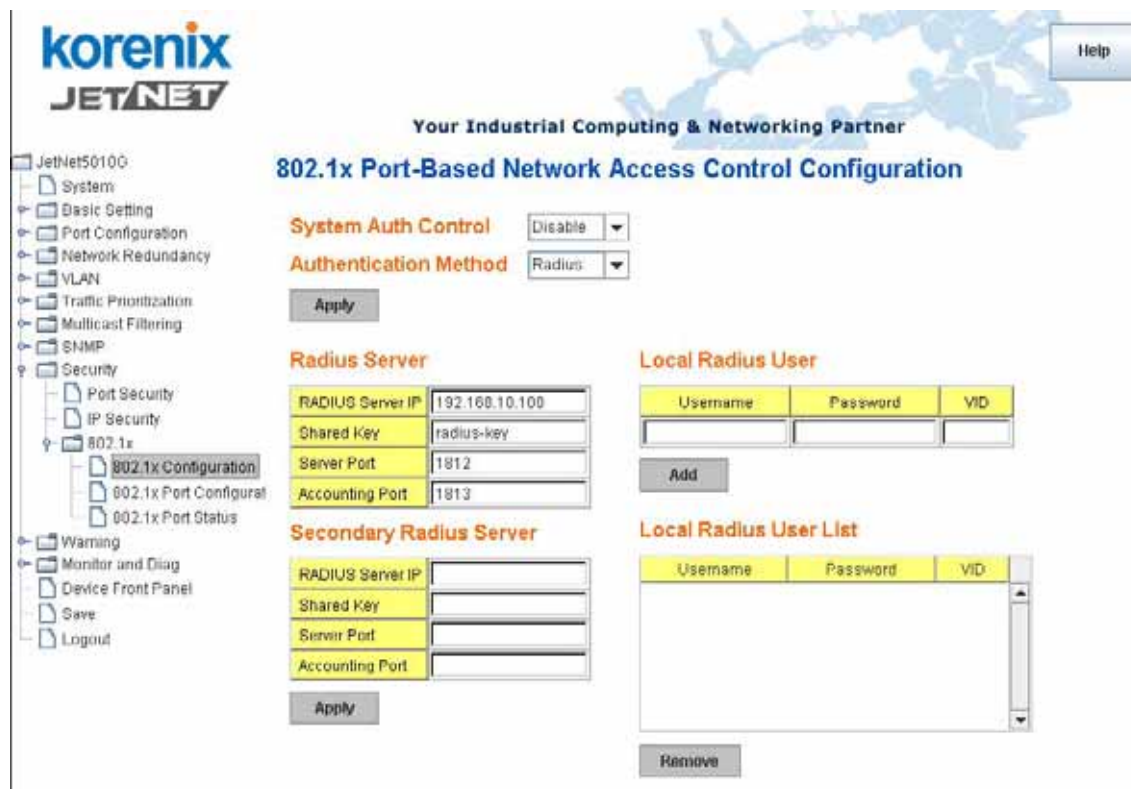 korenix
JETNET
Help
Your Industrial Computing & Networking Partner
JetNet5010G
System
Basic Setting
Port Configuration
Network Redundancy
VLAN
Traffic Prioritization
Multicast Filtering
SNMP
Security
Port Security
IP Security
802.1x
802.1x Configuration
802.1x Port Configurat
802.1x Port Status
Warning
Monitor and Diag
Device Front Panel
Save
Logout
802.1x Port-Based Network Access Control Configuration
System Auth Control Disable
Authentication Method Radius
Apply
Radius Server
RADIUS Server IP 192.168.10.100
Shared Key radius-key
Server Port 1812
Accounting Port 1813
Secondary Radius Server
RADIUS Server IP
Shared Key
Server Port
Accounting Port
Apply
Local Radius User
Username Password VID
Add
Local Radius User List
Username Password VID
Remove